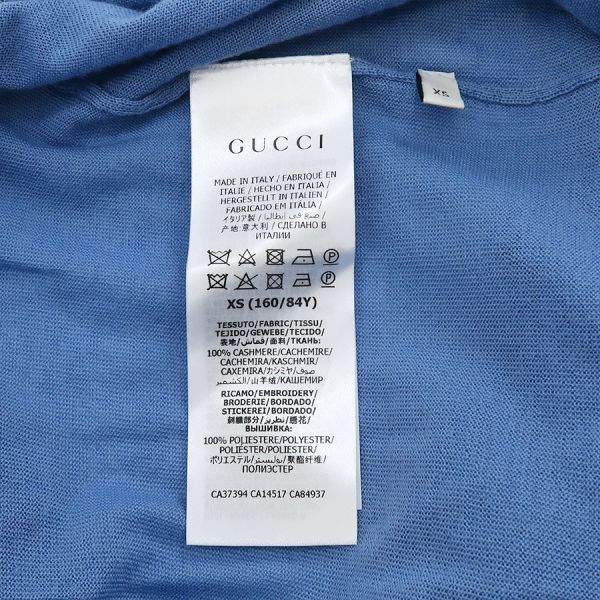 XS
GUCCI
MADE IN ITALY / FABRIQUÉ EN
ITALIE / HECHO EN ITALIA /
HERGESTELLT IN ITALIEN /
FABRICADO EM ITÁLIA /
イタリア製 / صنع في ايطاليا /
产地:意大利 / СДЕЛАНО В
ИТАЛИИ
XS (160/84Y)
TESSUTO/FABRIC/TISSU/
TEJIDO/GEWEBE/TECIDO/
表地/قماش/面料/ТКАНЬ:
100% CASHMERE/CACHEMIRE/
CACHEMIRA/KASCHMIR/
CAXEMIRA/カシミヤ/صوف
الكشمير/山羊绒/КАШЕМИР
RICAMO/EMBROIDERY/
BRODERIE/BORDADO/
STICKEREI/BORDADO/
刺繍部分/تطريز/绣花/
ВЫШИВКА:
100% POLIESTERE/POLYESTER/
POLIESTER/POLIÉSTER
/ポリエステル/بوليستر/聚酯纤维/
ПОЛИЭСТЕР
CA37394 CA14517 CA84937